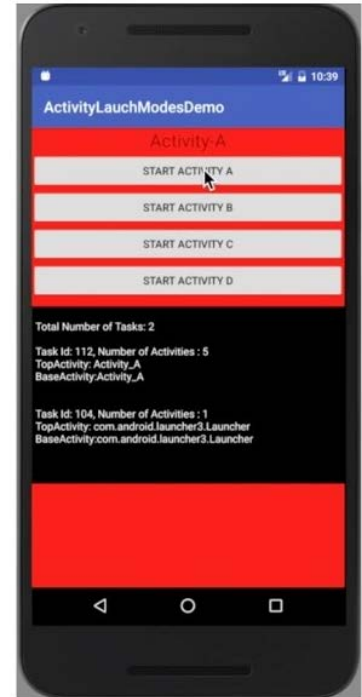 10:39
ActivityLauchModesDemo
Activity-A
START ACTIVITY A
START ACTIVITY B
START ACTIVITY C
START ACTIVITY D
Total Number of Tasks: 2
Task Id: 112, Number of Activities : 5
TopActivity: Activity_A
BaseActivity:Activity_A
Task Id: 104, Number of Activities : 1
TopActivity: com.android.launcher3.Launcher
BaseActivity:com.android.launcher3.Launcher